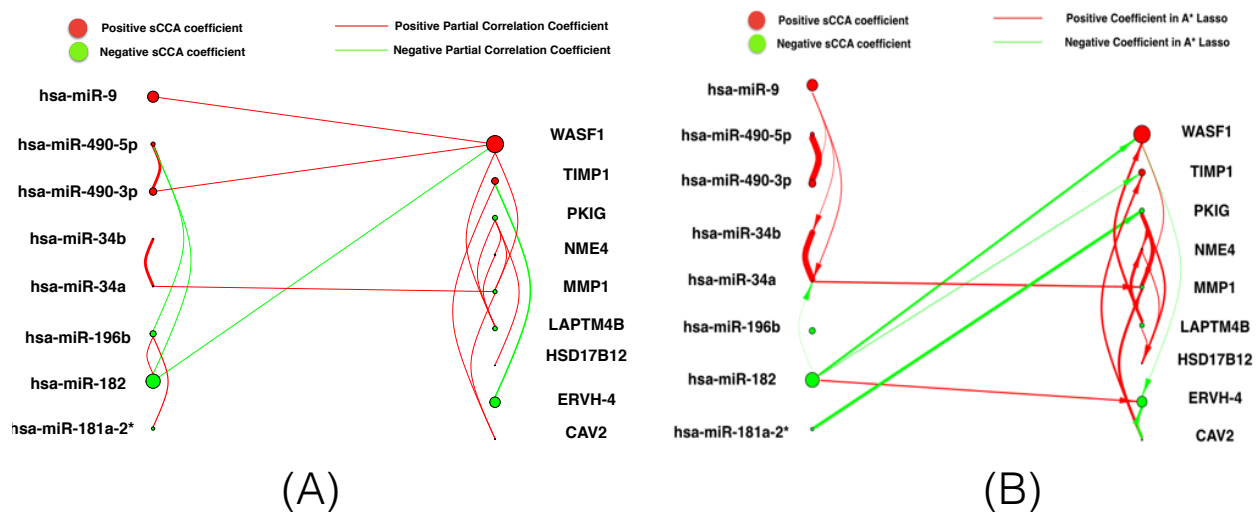 Positive sCCA coefficient
Negative sCCA coefficient
Positive Partial Correlation Coefficient
Negative Partial Correlation Coefficient
hsa-miR-9
hsa-miR-490-5p
hsa-miR-490-3p
hsa-miR-34b
hsa-miR-34a
hsa-miR-196b
hsa-miR-182
hsa-miR-181a-2*
WASF1
TIMP1
PKIG
NME4
MMP1
LAPTM4B
HSD17B12
ERVH-4
CAV2
(A)
Positive sCCA coefficient
Negative sCCA coefficient
Positive Coefficient in A* Lasso
Negative Coefficient in A* Lasso
hsa-miR-9
hsa-miR-490-5p
hsa-miR-490-3p
hsa-miR-34b
hsa-miR-34a
hsa-miR-196b
hsa-miR-182
hsa-miR-181a-2*
WASF1
TIMP1
PKIG
NME4
MMP1
LAPTM4B
HSD17B12
ERVH-4
CAV2
(B)